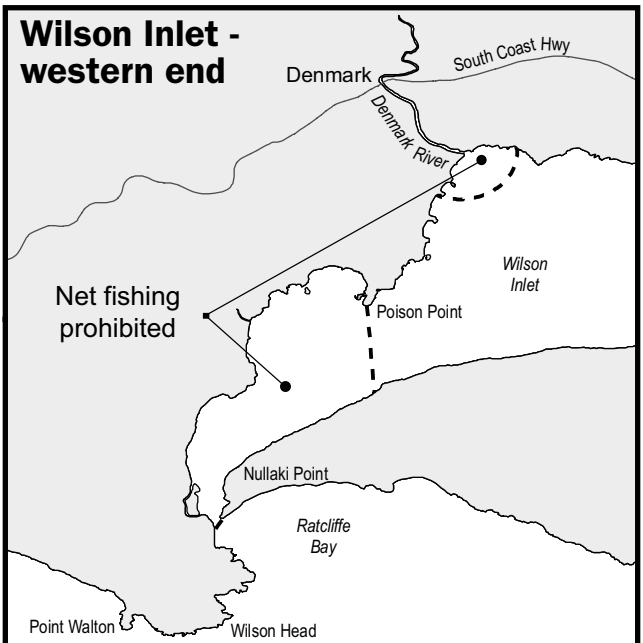 Wilson Inlet -
western end
Denmark
South Coast Hwy
Denmark River
Wilson
Inlet
Net fishing
prohibited
Poison Point
Nullaki Point
Ratcliffe
Bay
Point Walton
Wilson Head